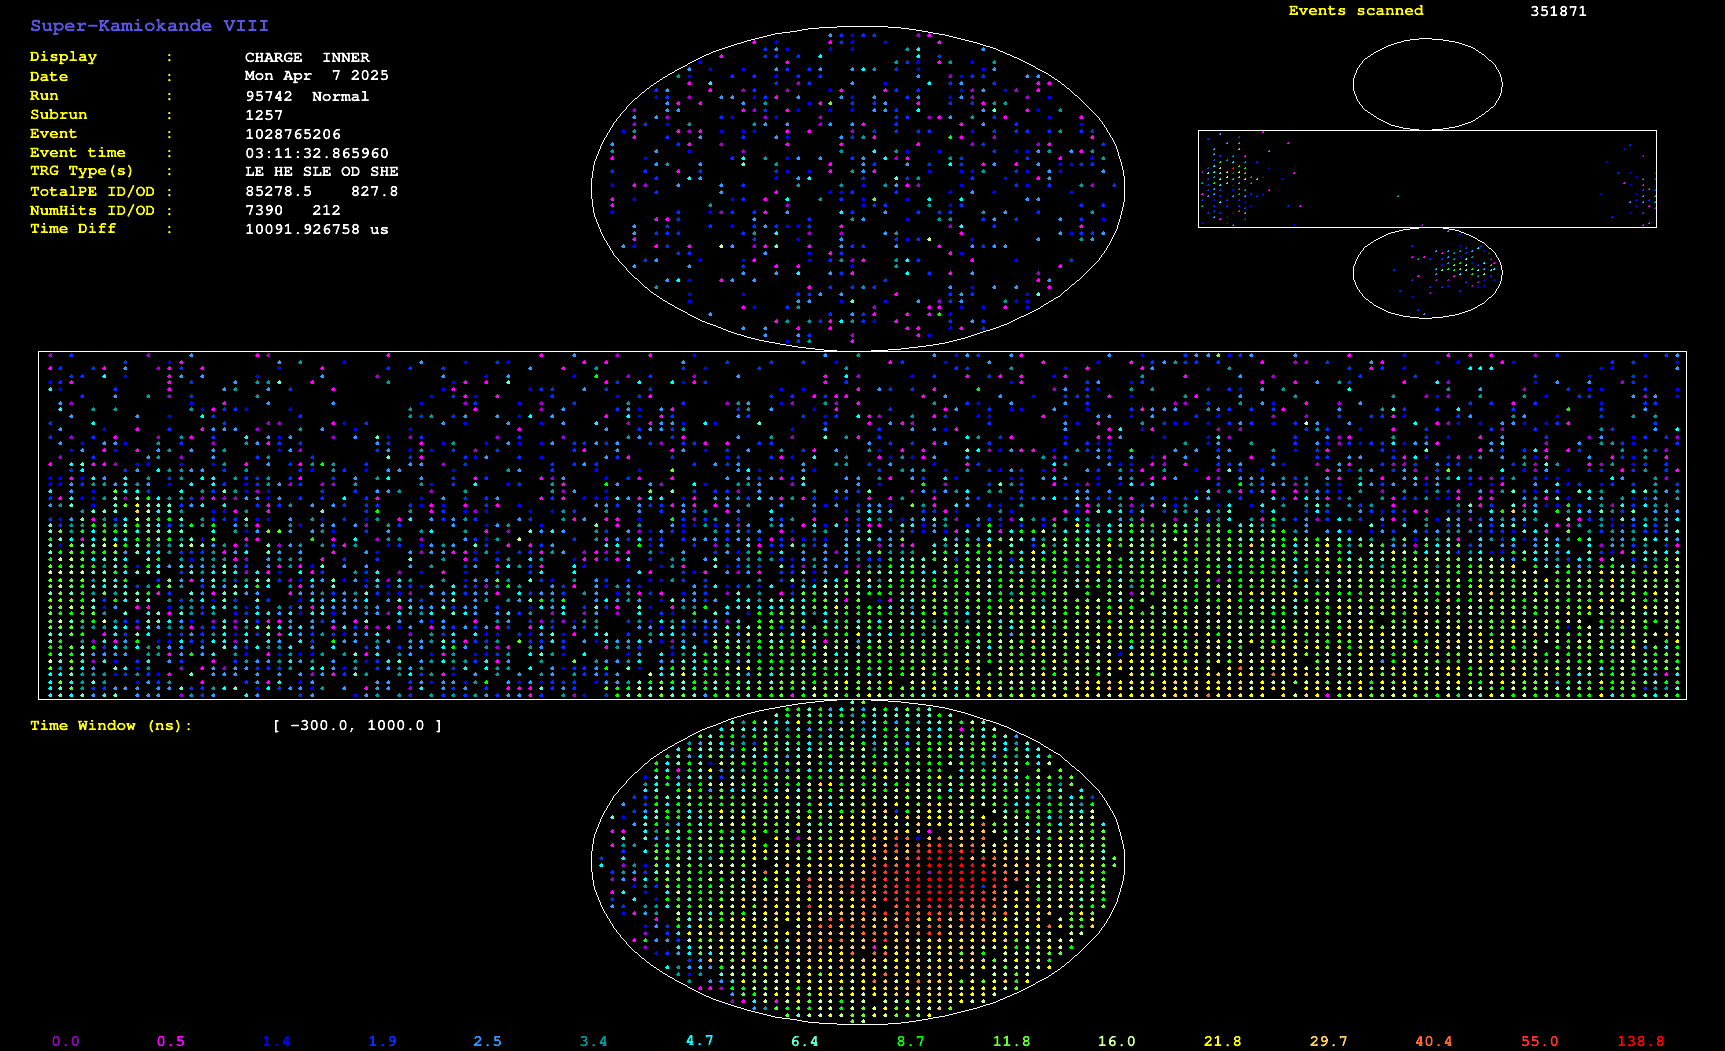 Super-Kamiokande VIII
Events scanned 351871
Display : CHARGE INNER
Date : Mon Apr 7 2025
Run : 95742 Normal
Subrun : 1257
Event : 1028765206
Event time : 03:11:32.865960
TRG Type(s) : LE HE SLE OD SHE
TotalPE ID/OD : 85278.5 827.8
NumHits ID/OD : 7390 212
Time Diff : 10091.926758 us
Time Window (ns): [ -300.0, 1000.0 ]
0.0 0.5 1.4 1.9 2.5 3.4 4.7 6.4 8.7 11.8 16.0 21.8 29.7 40.4 55.0 138.8